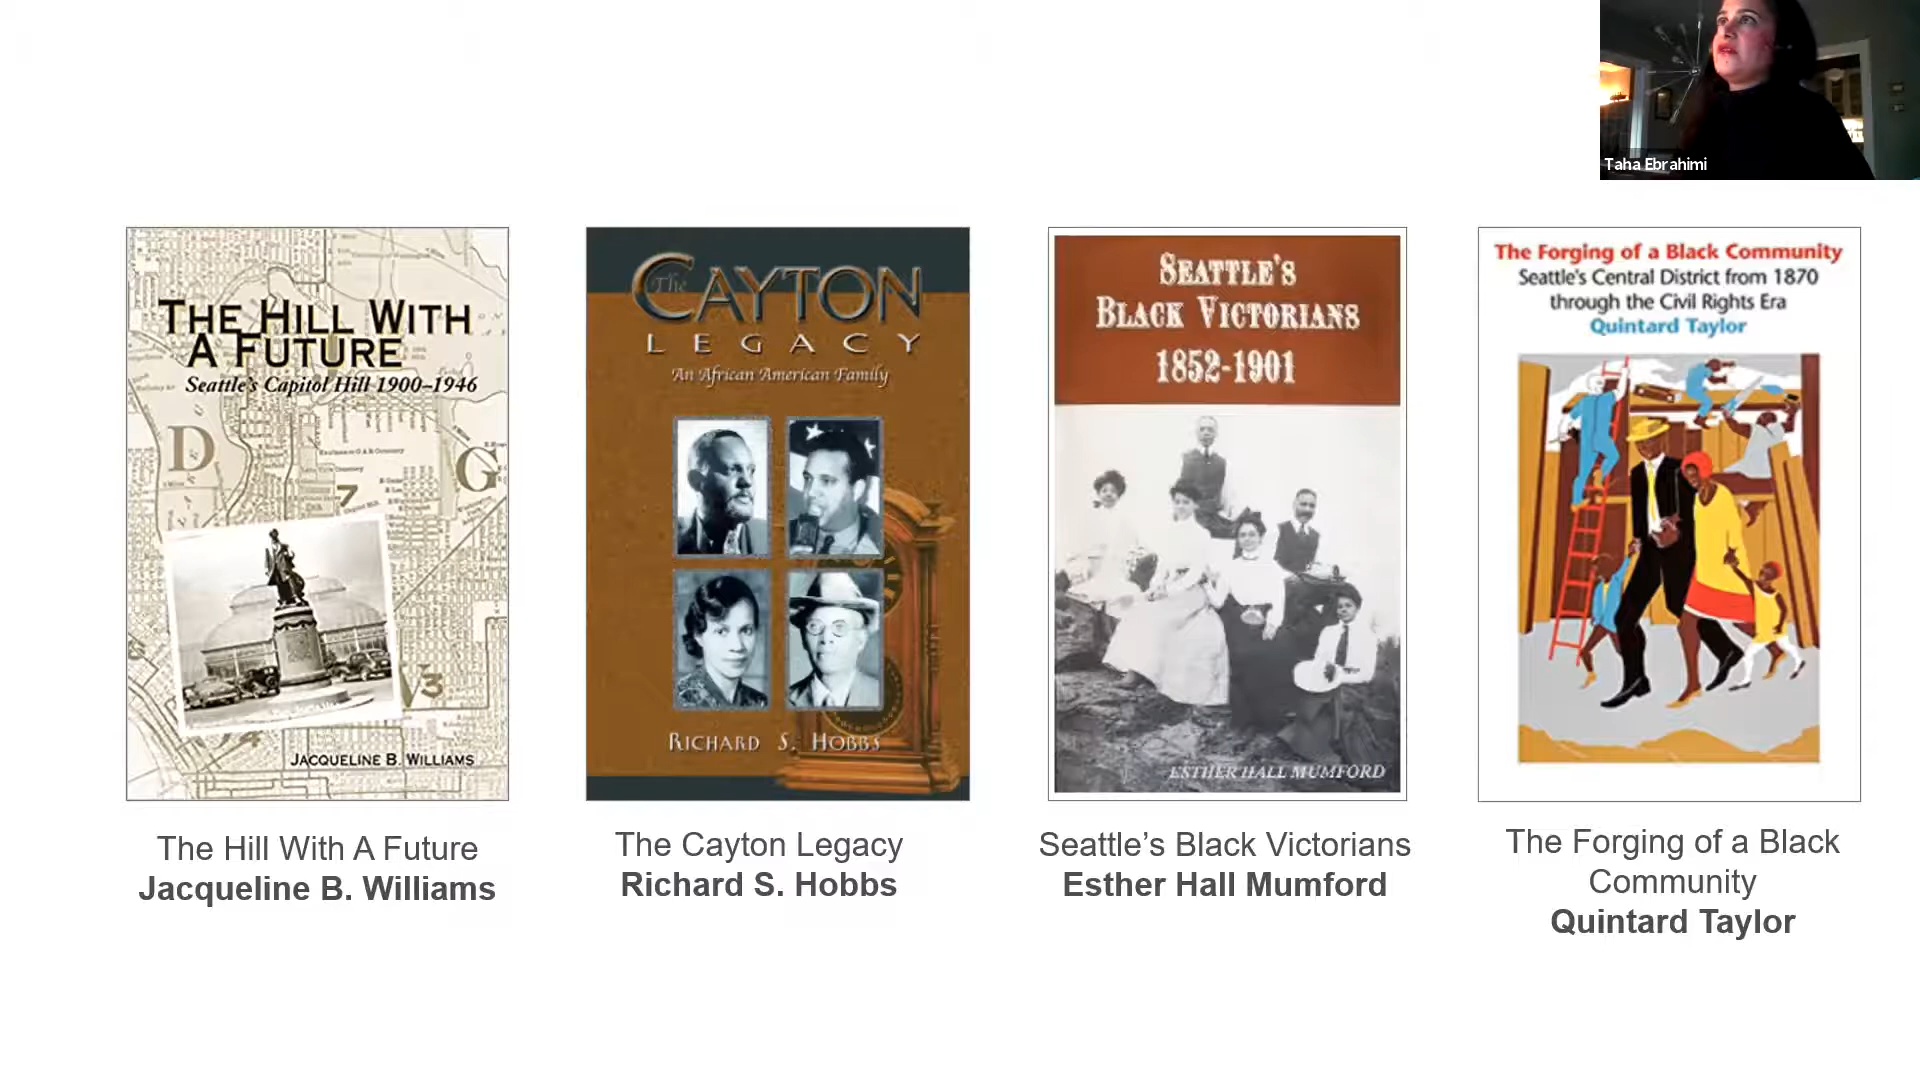 Taha Ebrahimi
THE HILL WITH
A FUTURE
Seattle's Capitol Hill 1900–1946
D
G
7
V3
JACQUELINE B. WILLIAMS
The CAYTON
LEGACY
An African American Family
RICHARD S. HOBBS
SEATTLE'S
BLACK VICTORIANS
1852-1901
ESTHER HALL MUMFORD
The Forging of a Black Community
Seattle's Central District from 1870
through the Civil Rights Era
Quintard Taylor
The Hill With A Future
Jacqueline B. Williams
The Cayton Legacy
Richard S. Hobbs
Seattle’s Black Victorians
Esther Hall Mumford
The Forging of a Black
Community
Quintard Taylor